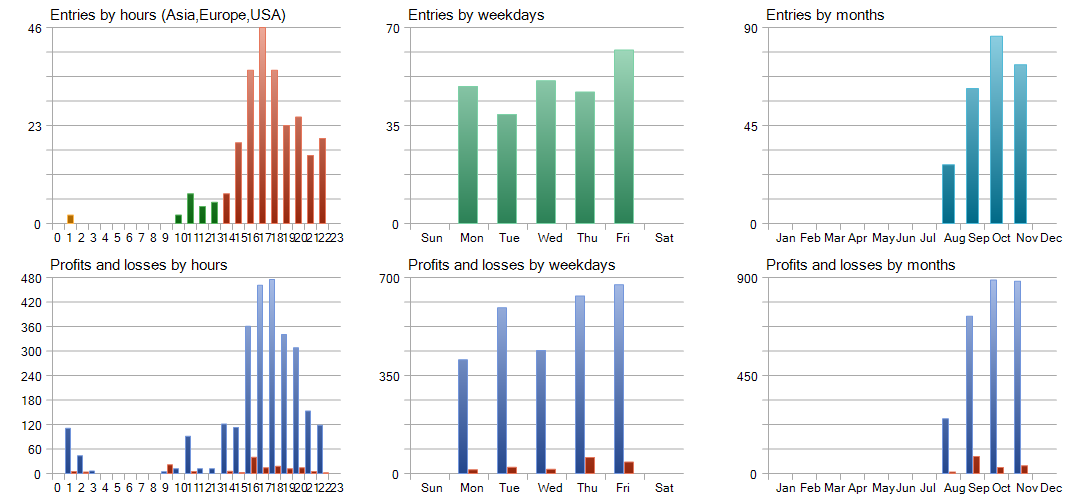 Entries by hours (Asia,Europe,USA)
46
23
0
0 1 2 3 4 5 6 7 8 9 10 11 12 13 14 15 16 17 18 19 20 21 22 23
Entries by weekdays
70
35
0
Sun Mon Tue Wed Thu Fri Sat
Entries by months
90
45
0
Jan Feb Mar Apr May Jun Jul Aug Sep Oct Nov Dec
Profits and losses by hours
480
420
360
300
240
180
120
60
0
0 1 2 3 4 5 6 7 8 9 10 11 12 13 14 15 16 17 18 19 20 21 22 23
Profits and losses by weekdays
700
350
0
Sun Mon Tue Wed Thu Fri Sat
Profits and losses by months
900
450
0
Jan Feb Mar Apr May Jun Jul Aug Sep Oct Nov Dec